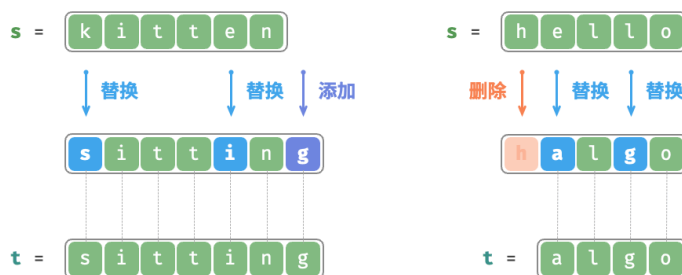 s = k i t t e n
替换 替换 添加
s i t t i n g
t = s i t t i n g
s = h e l l o
删除 替换 替换
h a l g o
t = a l g o